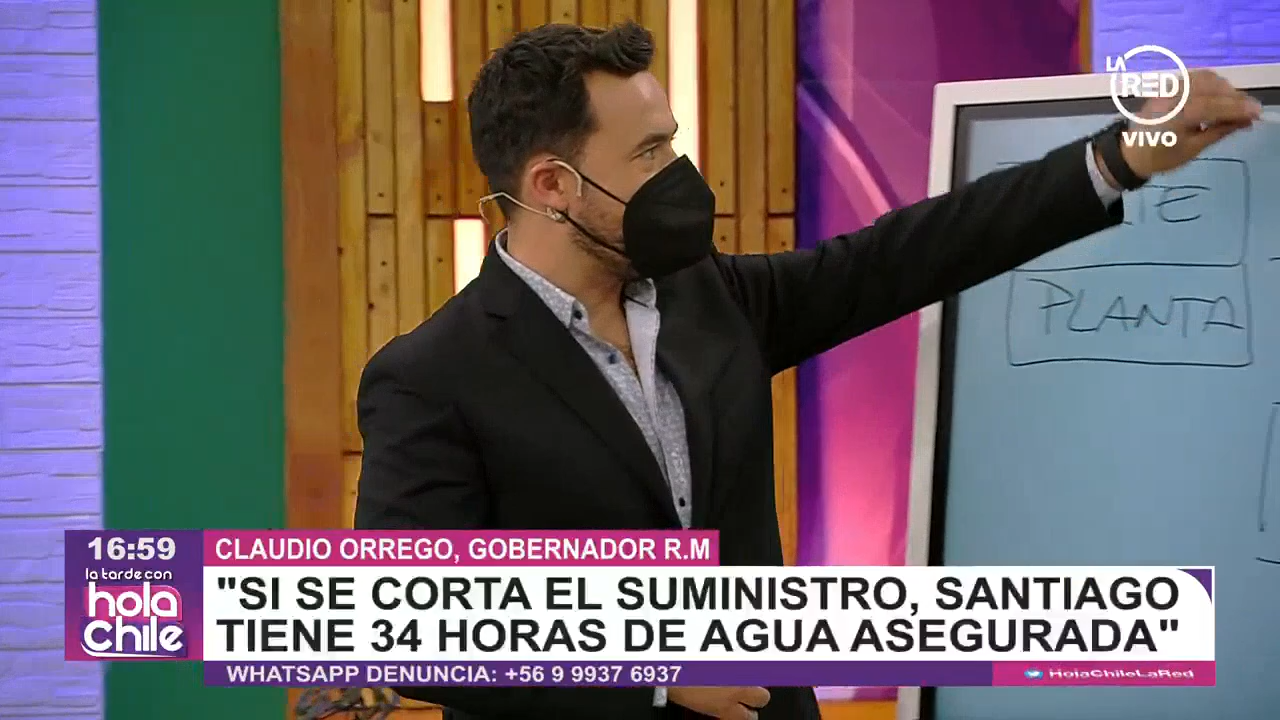 LA RED
VIVO
PLANTA
16:59
la tarde con
hola
Chile
CLAUDIO ORREGO, GOBERNADOR R.M
"SI SE CORTA EL SUMINISTRO, SANTIAGO
TIENE 34 HORAS DE AGUA ASEGURADA"
WHATSAPP DENUNCIA: +56 9 9937 6937
HolaChileLaRed